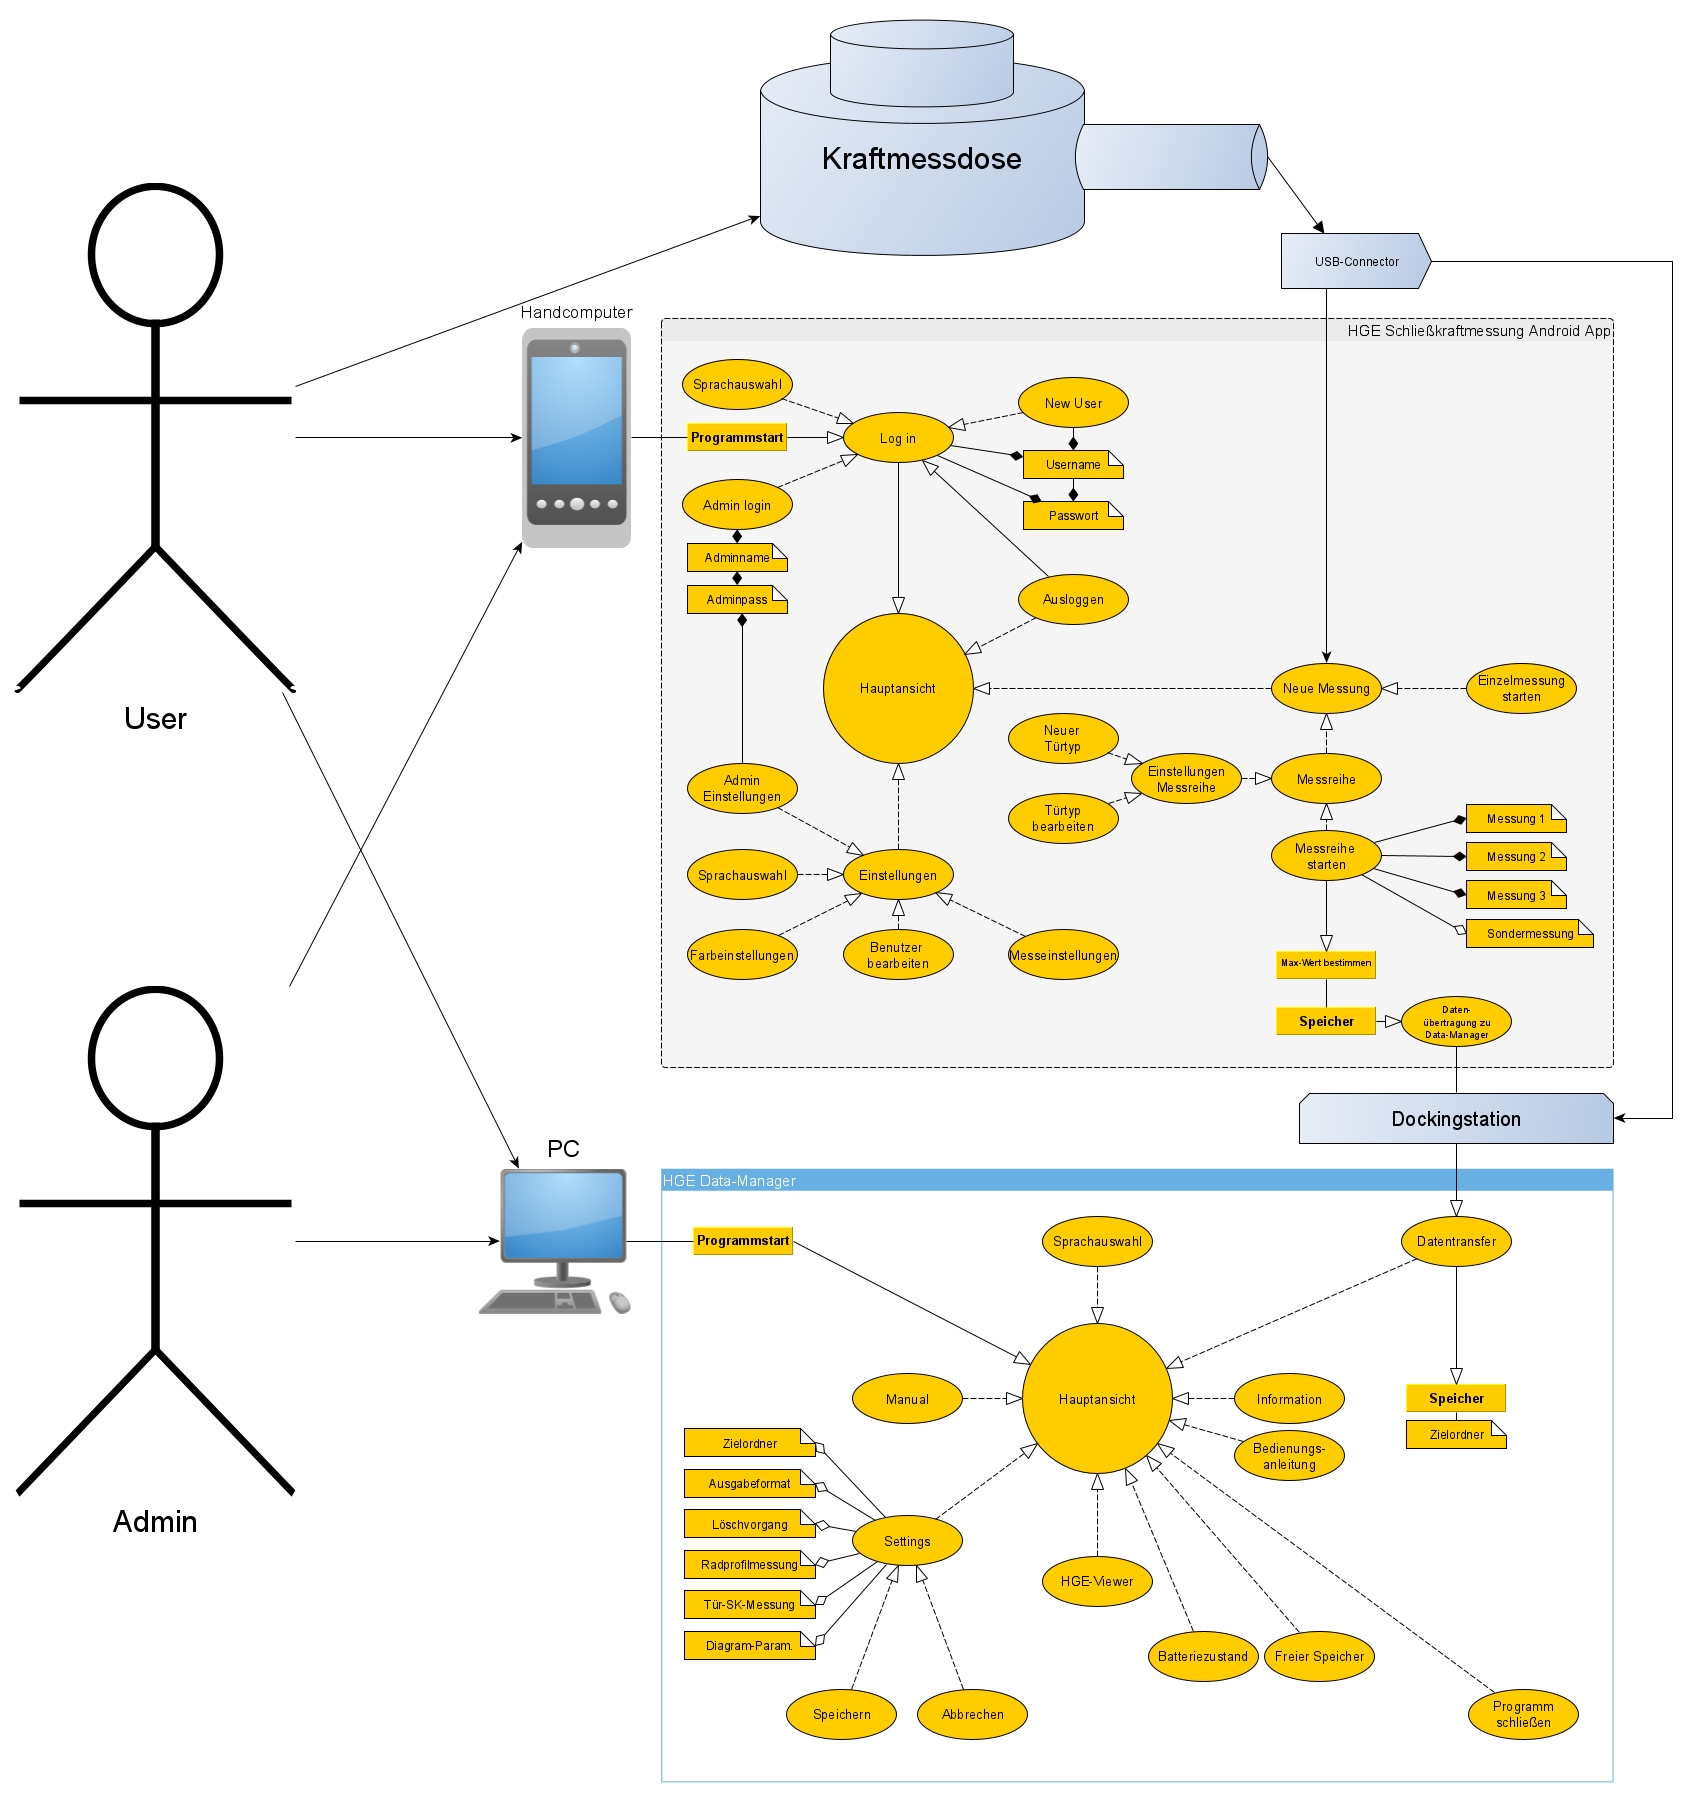 Kraftmessdose
USB-Connector
Handcomputer
HGE Schließkraftmessung Android App
Sprachauswahl
New User
Programmstart
Log in
Username
Admin login
Passwort
Adminname
Adminpass
Ausloggen
User
Hauptansicht
Neue Messung
Einzelmessung
starten
Neuer
Türtyp
Einstellungen
Messreihe
Messreihe
Admin
Einstellungen
Türtyp
bearbeiten
Messung 1
Messreihe
starten
Messung 2
Sprachauswahl
Einstellungen
Messung 3
Sondermessung
Farbeinstellungen
Benutzer
bearbeiten
Messeinstellungen
Max-Wert bestimmen
Speicher
Daten-
übertragung zu
Data-Manager
Dockingstation
PC
HGE Data-Manager
Programmstart
Sprachauswahl
Datentransfer
Manual
Hauptansicht
Information
Speicher
Zielordner
Zielordner
Bedienungs-
anleitung
Ausgabeformat
Löschvorgang
Settings
Radprofilmessung
HGE-Viewer
Tür-SK-Messung
Diagram-Param.
Batteriezustand
Freier Speicher
Speichern
Abbrechen
Programm
schließen
Admin